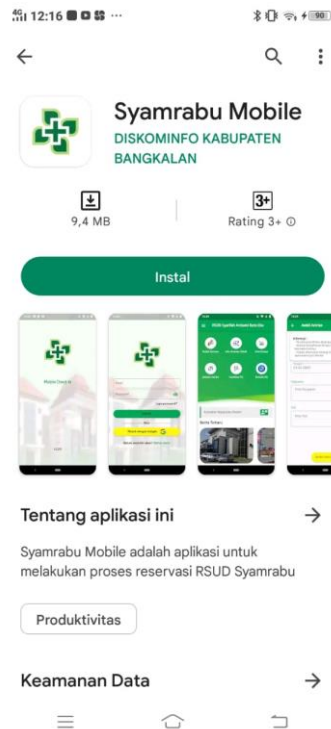 4G 12:16 90
Syamrabu Mobile
DISKOMINFO KABUPATEN
BANGKALAN
9,4 MB
3+
Rating 3+
Instal
Tentang aplikasi ini
Syamrabu Mobile adalah aplikasi untuk
melakukan proses reservasi RSUD Syamrabu
Produktivitas
Keamanan Data